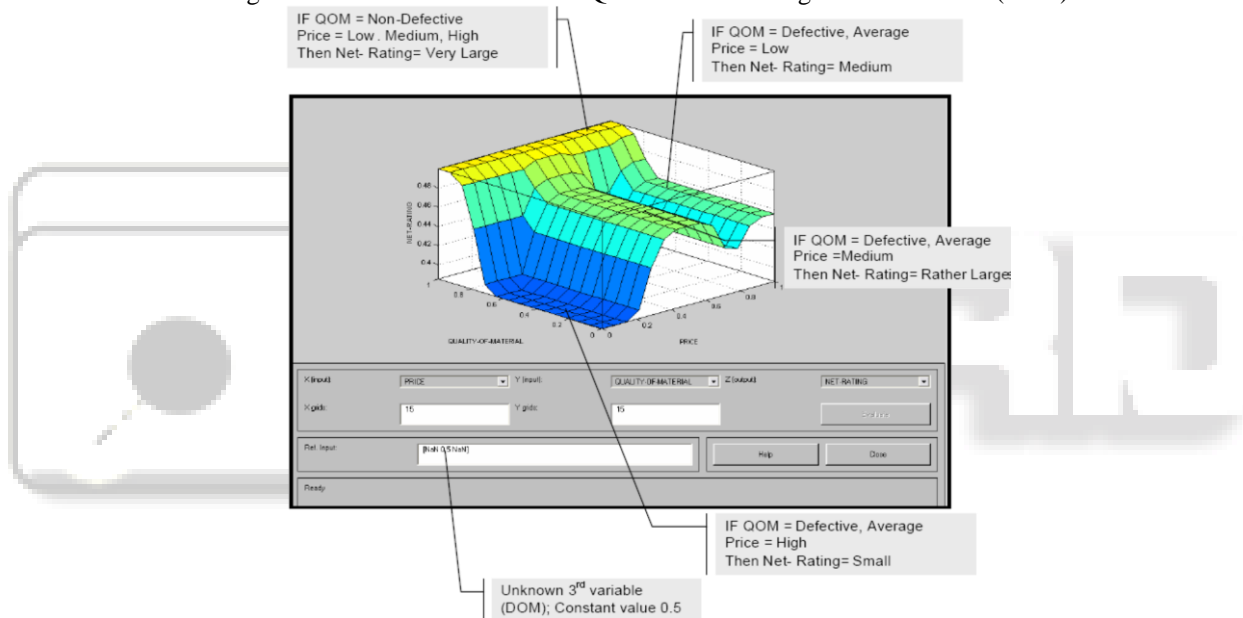 IF QOM = Non-Defective
Price = Low . Medium, High
Then Net- Rating= Very Large
IF QOM = Defective, Average
Price = Low
Then Net- Rating= Medium
IF QOM = Defective, Average
Price =Medium
Then Net- Rating= Rather Large
0.48
0.46
0.44
0.42
0.4
NET-RATING
1
0.8
0.6
0.4
0.2
0
0
0.2
0.4
0.6
0.8
1
QUALITY-OF-MATERIAL
PRICE
X (input):
PRICE
Y (input):
QUALITY-OF-MATERIAL
Z (output):
NET-RATING
X grids:
15
Y grids:
15
Evaluate
Ref. Input:
[NaN 0.5 NaN]
Help
Close
Ready
IF QOM = Defective, Average
Price = High
Then Net- Rating= Small
Unknown 3rd variable
(DOM); Constant value 0.5